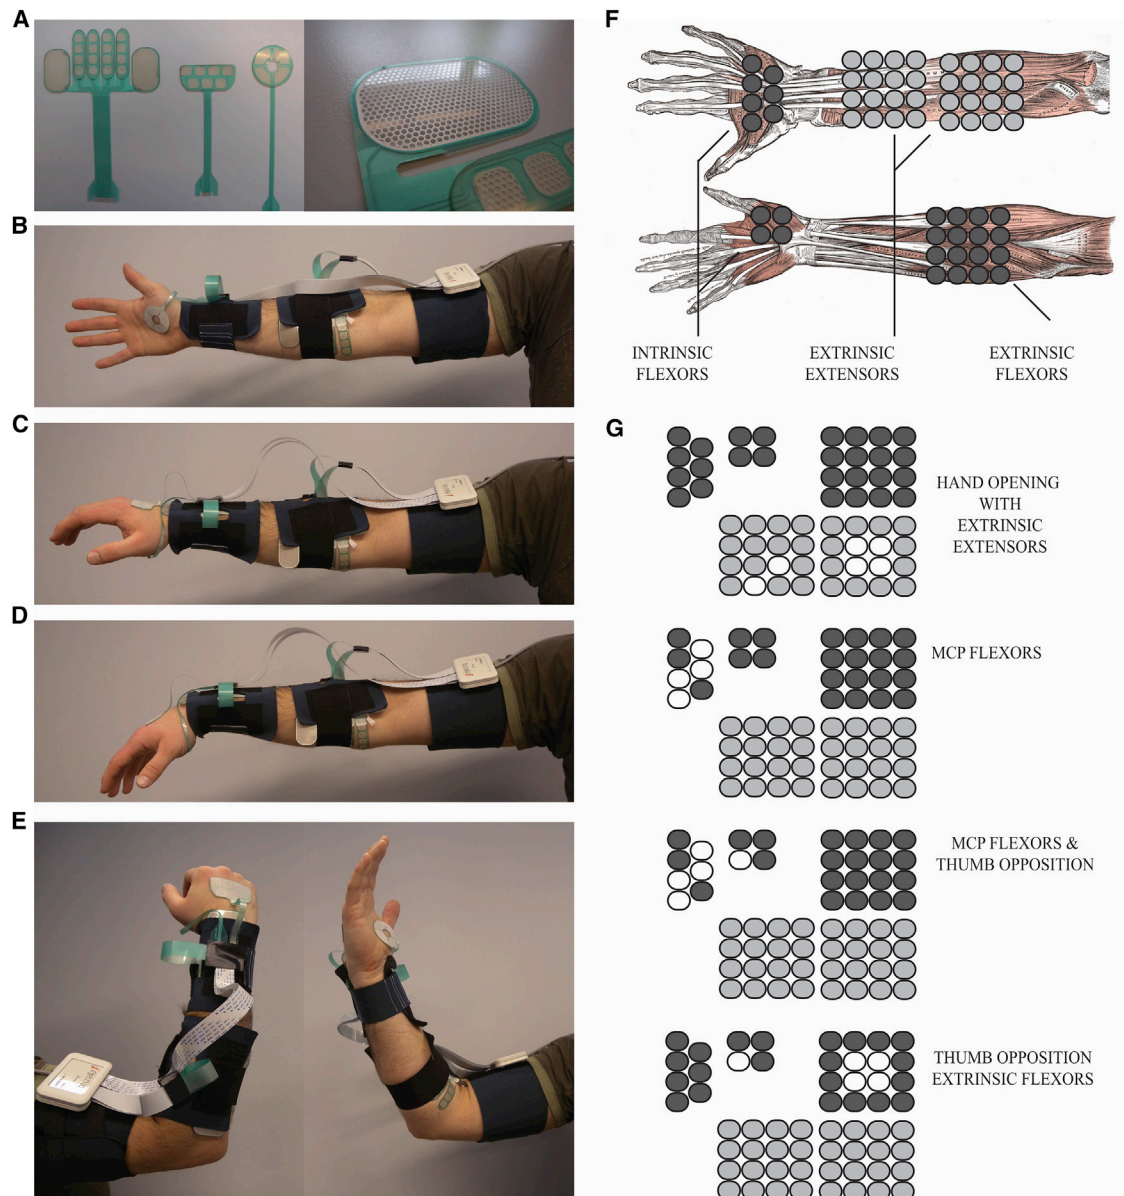 A
B
C
D
E
F
INTRINSIC
FLEXORS
EXTRINSIC
EXTENSORS
EXTRINSIC
FLEXORS
G
HAND OPENING
WITH
EXTRINSIC
EXTENSORS
MCP FLEXORS
MCP FLEXORS &
THUMB OPPOSITION
THUMB OPPOSITION
EXTRINSIC FLEXORS